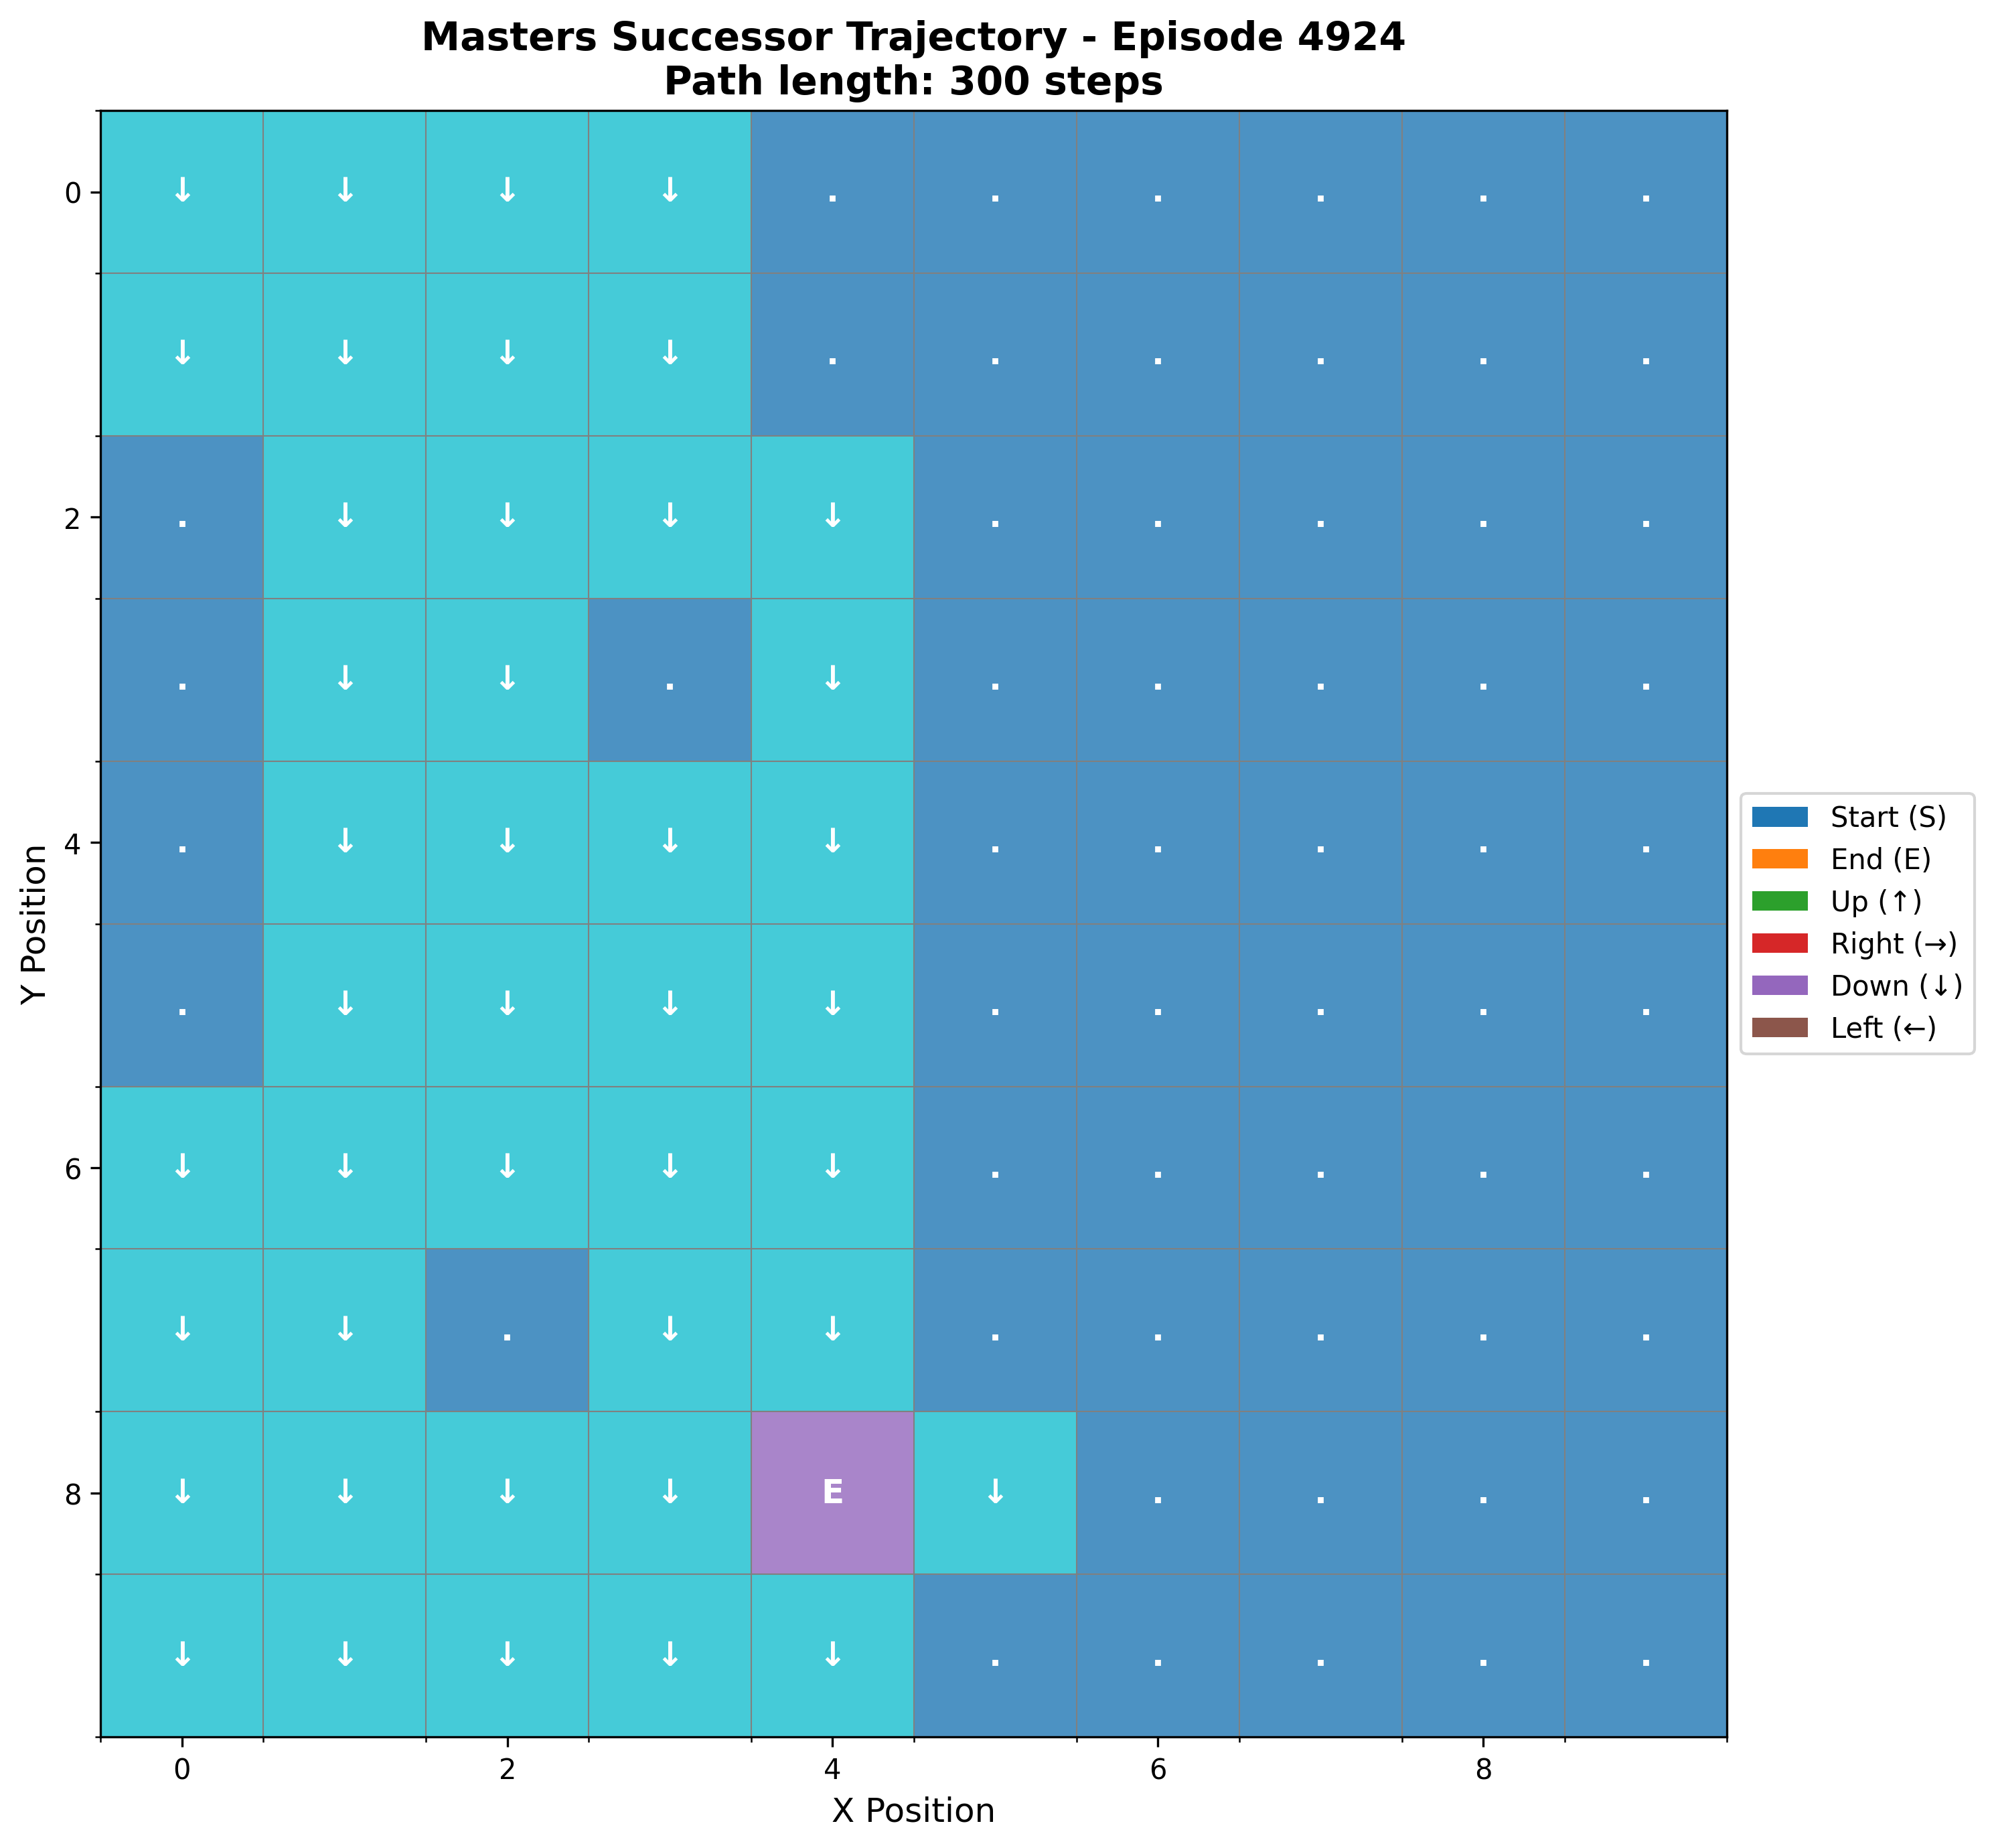 Masters Successor Trajectory - Episode 4924
Path length: 300 steps
0 ↓ ↓ ↓ ↓ . . . . . .
↓ ↓ ↓ ↓ . . . . . .
2 . ↓ ↓ ↓ ↓ . . . . .
. ↓ ↓ . ↓ . . . . .
4 . ↓ ↓ ↓ ↓ . . . . .
. ↓ ↓ ↓ ↓ . . . . .
6 ↓ ↓ ↓ ↓ ↓ . . . . .
↓ ↓ . ↓ ↓ . . . . .
8 ↓ ↓ ↓ ↓ E ↓ . . . .
↓ ↓ ↓ ↓ ↓ . . . . .
0 2 4 6 8
X Position
Y Position
Start (S)
End (E)
Up (↑)
Right (→)
Down (↓)
Left (←)